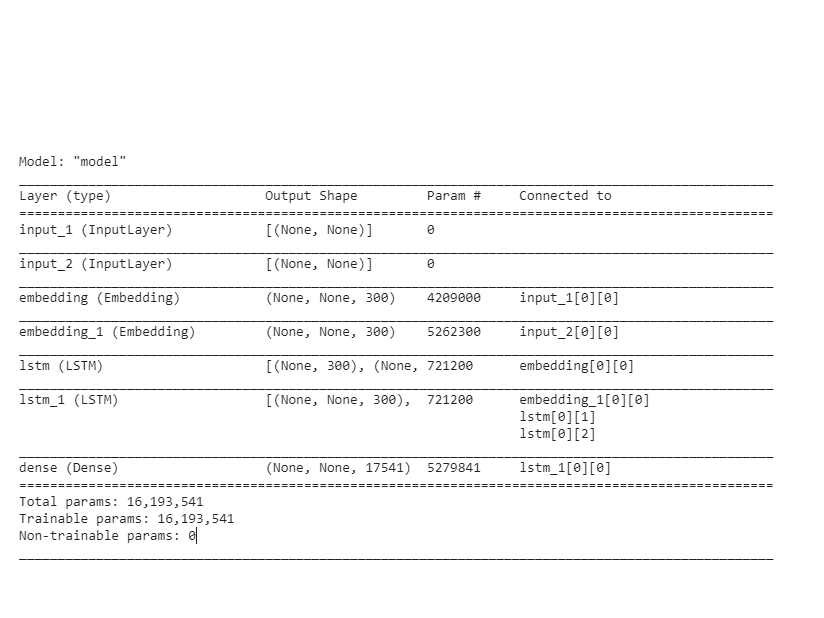 Model: "model"
Layer (type) Output Shape Param # Connected to
input_1 (InputLayer) [(None, None)] 0
input_2 (InputLayer) [(None, None)] 0
embedding (Embedding) (None, None, 300) 4209000 input_1[0][0]
embedding_1 (Embedding) (None, None, 300) 5262300 input_2[0][0]
lstm (LSTM) [(None, 300), (None, 721200 embedding[0][0]
lstm_1 (LSTM) [(None, None, 300), 721200 embedding_1[0][0]
lstm[0][1]
lstm[0][2]
dense (Dense) (None, None, 17541) 5279841 lstm_1[0][0]
Total params: 16,193,541
Trainable params: 16,193,541
Non-trainable params: 0